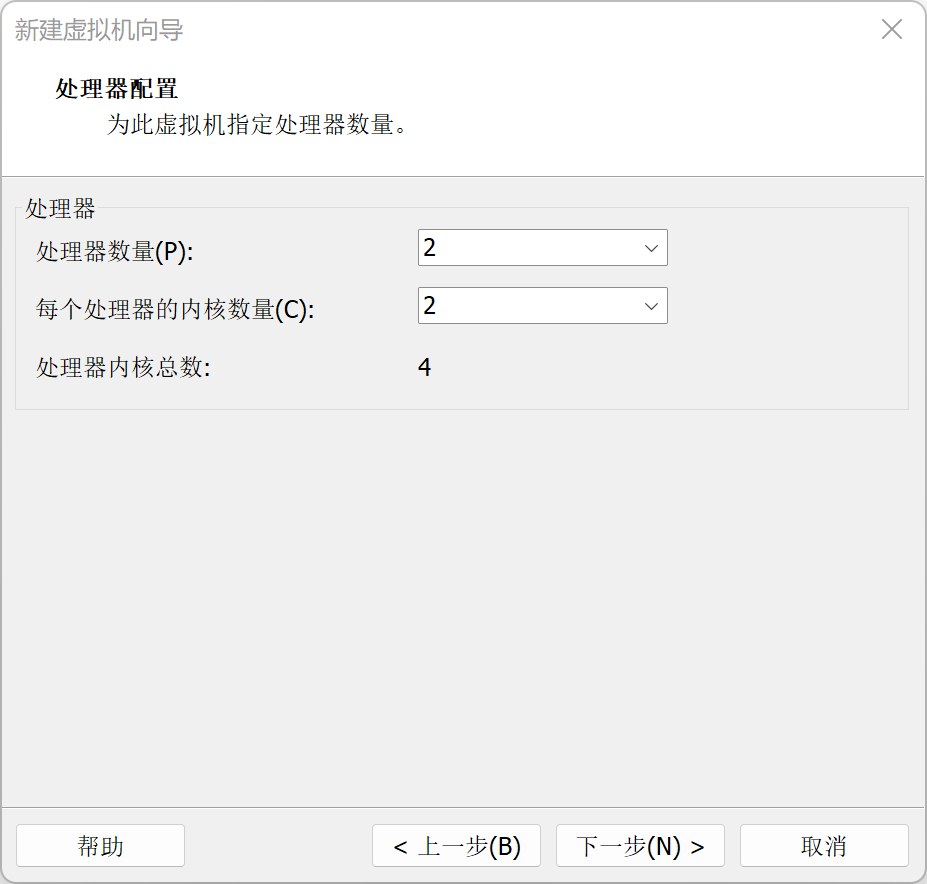 新建虚拟机向导
处理器配置
为此虚拟机指定处理器数量。
处理器
处理器数量(P): 2
每个处理器的内核数量(C): 2
处理器内核总数: 4
帮助 < 上一步(B) 下一步(N) > 取消